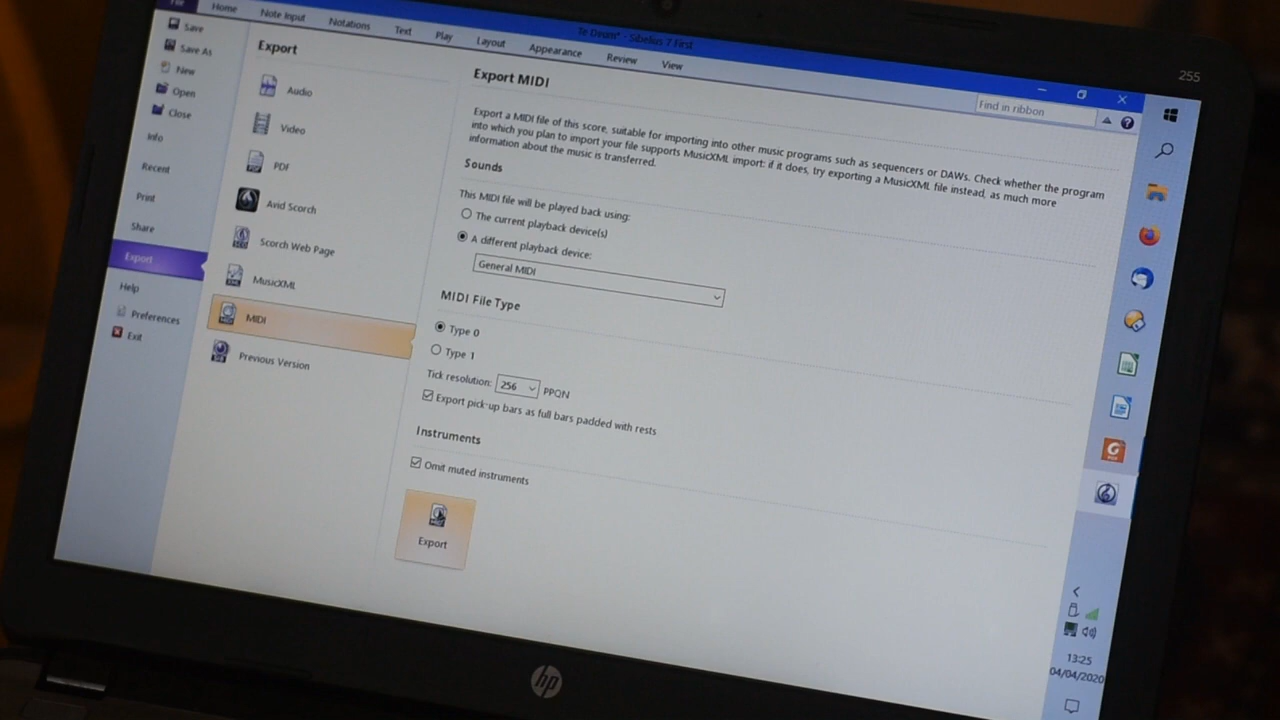 255
Te Deum* - Sibelius 7 First
File
Home
Note Input
Notations
Text
Play
Layout
Appearance
Review
View
Find in ribbon
Save
Save As
New
Open
Close
Info
Recent
Print
Share
Export
Help
Preferences
Exit
Export
Audio
Video
PDF
Avid Scorch
Scorch Web Page
MusicXML
MIDI
Previous Version
Export MIDI
Export a MIDI file of this score, suitable for importing into other music programs such as sequencers or DAWs. Check whether the program
into which you plan to import your file supports MusicXML import: if it does, try exporting a MusicXML file instead, as much more
information about the music is transferred.
Sounds
This MIDI file will be played back using:
The current playback device(s)
A different playback device:
General MIDI
MIDI File Type
Type 0
Type 1
Tick resolution: 256 PPQN
Export pick-up bars as full bars padded with rests
Instruments
Omit muted instruments
Export
13:25
04/04/2020
hp